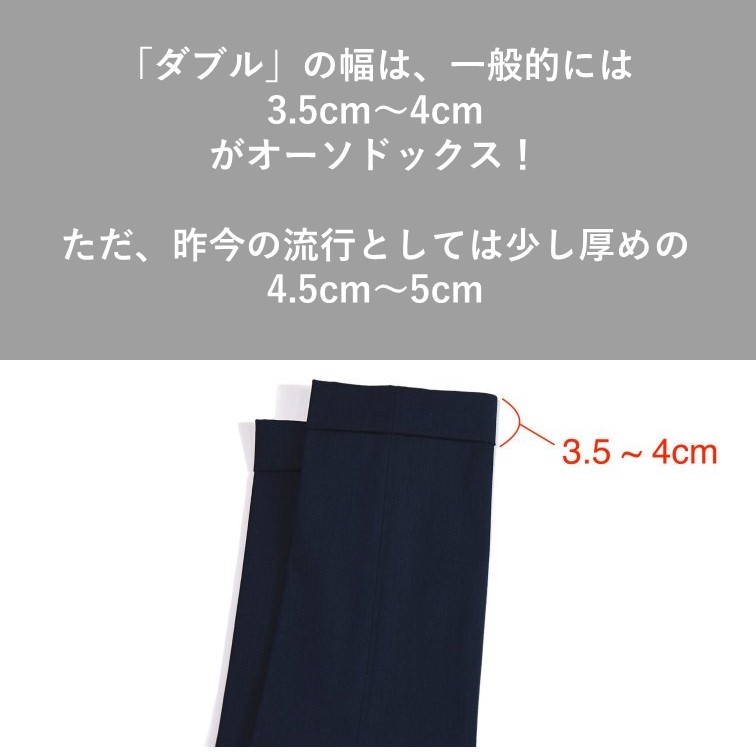 「ダブル」の幅は、一般的には
3.5cm〜4cm
がオーソドックス！
ただ、昨今の流行としては少し厚めの
4.5cm〜5cm
3.5 ~ 4cm